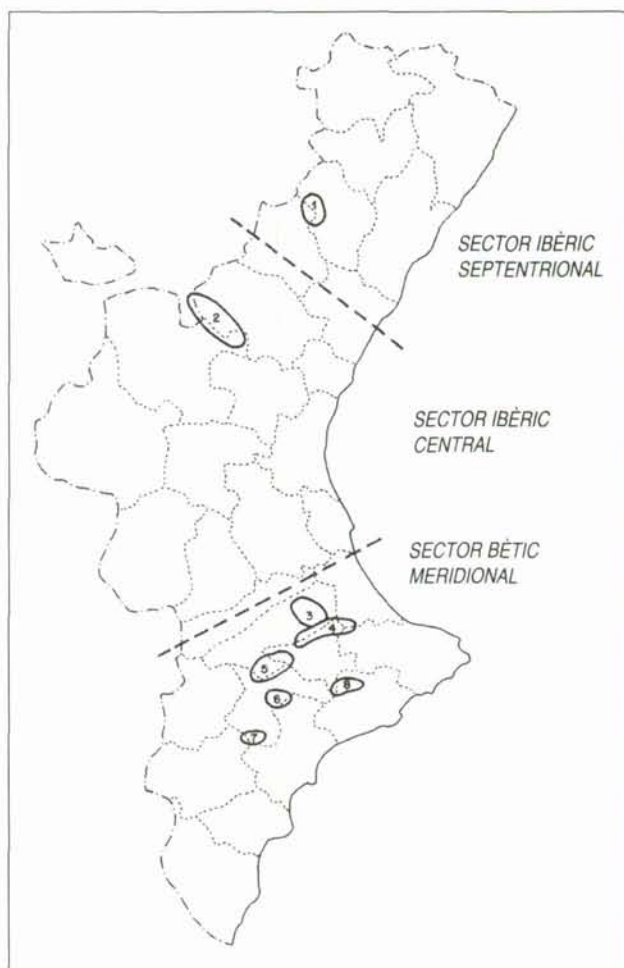 1
SECTOR IBÈRIC
SEPTENTRIONAL
2
SECTOR IBÈRIC
CENTRAL
SECTOR BÈTIC
MERIDIONAL
3
4
5
8
6
7